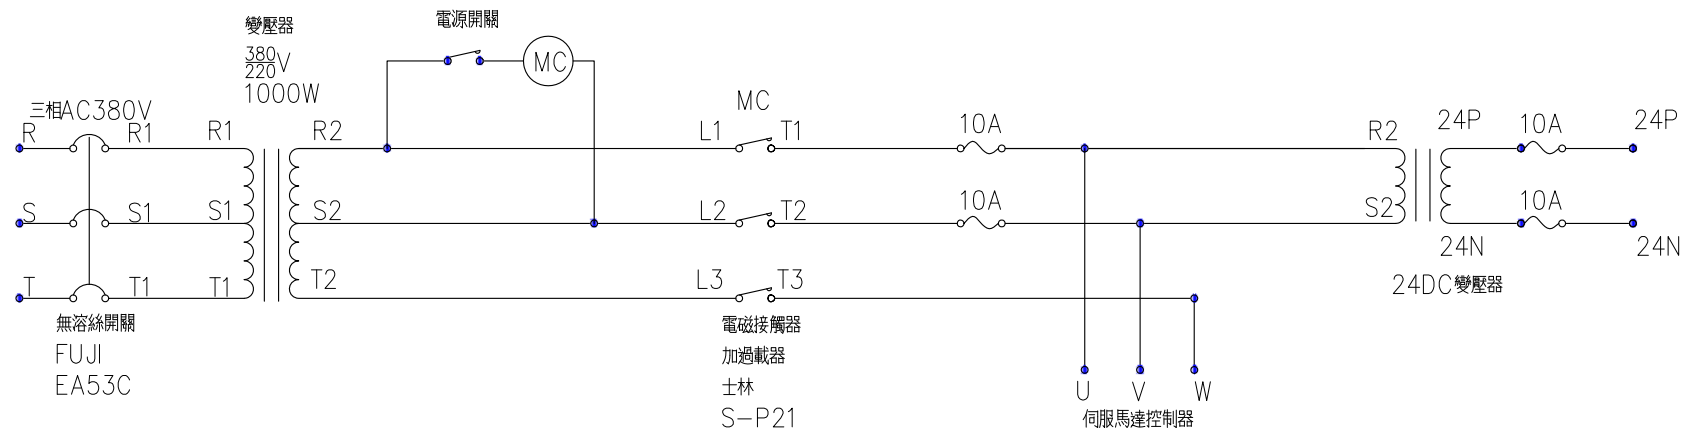 電源開關
MC
變壓器
380
220 V
1000W
三相AC380V
R
R1
R1
R2
S
S1
S1
S2
T
T1
T1
T2
無溶絲開關
FUJI
EA53C
MC
L1
T1
L2
T2
L3
T3
電磁接觸器
加過載器
士林
S-P21
10A
10A
U
V
W
伺服馬達控制器
R2
S2
24P
24N
24DC變壓器
10A
10A
24P
24N